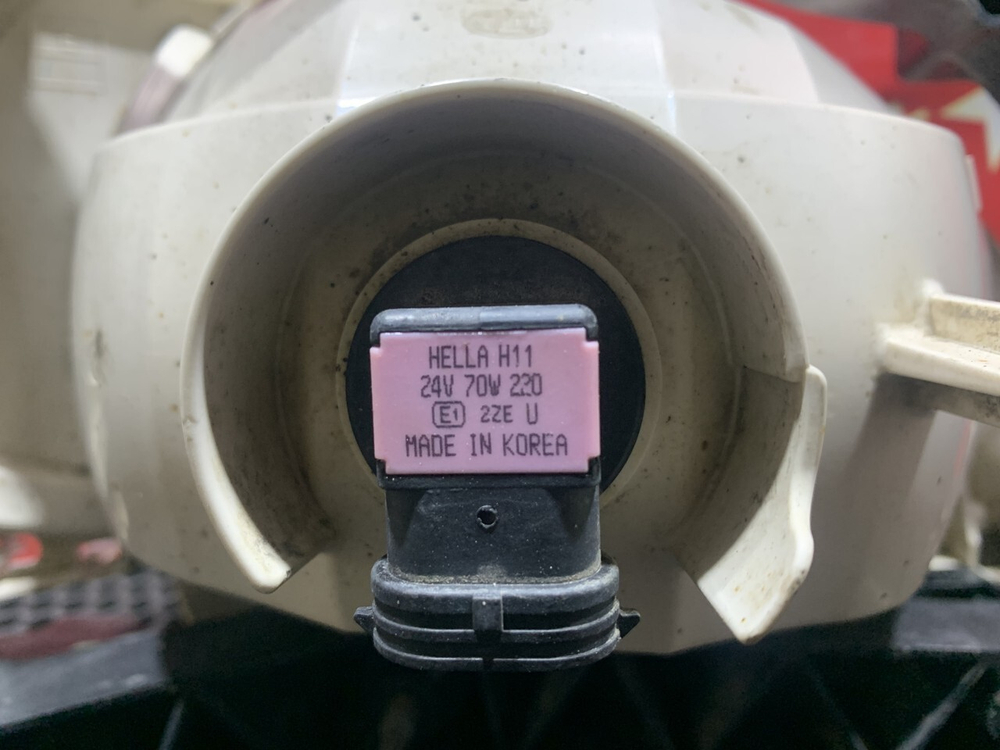 HELLA H11
24V 70W 220
E1 2ZE U
MADE IN KOREA